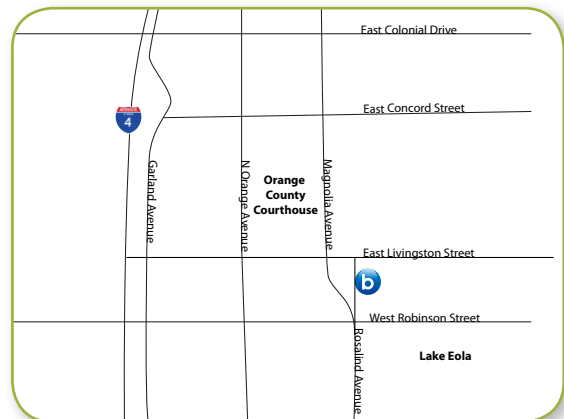 East Colonial Drive
East Concord Street
INTERSTATE
4
Garland Avenue
N Orange Avenue
Orange
County
Courthouse
Magnolia Avenue
East Livingston Street
b
West Robinson Street
Rosalind Avenue
Lake Eola